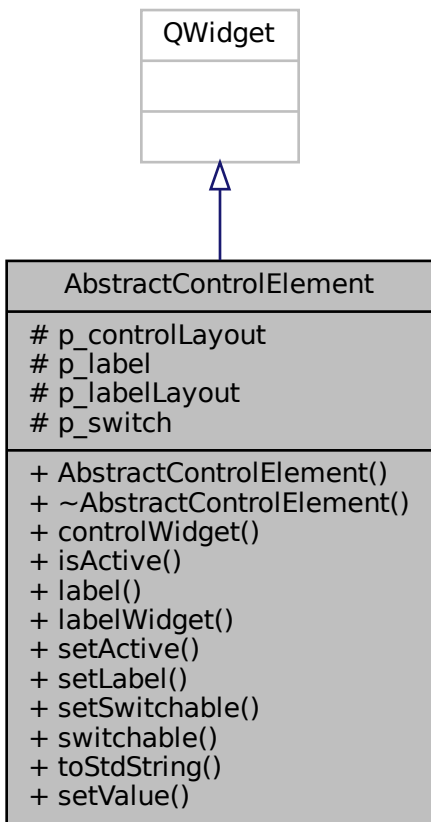 QWidget
AbstractControlElement
# p_controlLayout
# p_label
# p_labelLayout
# p_switch
+ AbstractControlElement()
+ ~AbstractControlElement()
+ controlWidget()
+ isActive()
+ label()
+ labelWidget()
+ setActive()
+ setLabel()
+ setSwitchable()
+ switchable()
+ toStdString()
+ setValue()